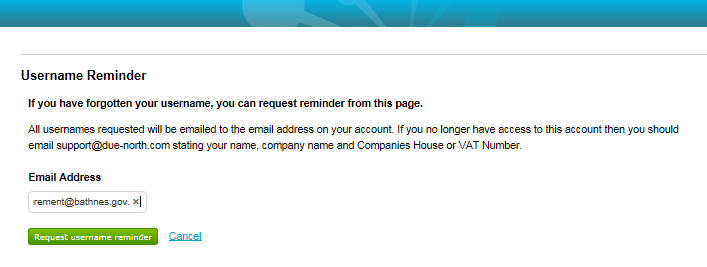 Username Reminder
If you have forgotten your username, you can request reminder from this page.
All usernames requested will be emailed to the email address on your account. If you no longer have access to this account then you should
email support@due-north.com stating your name, company name and Companies House or VAT Number.
Email Address
rement@bathnes.gov.
Request username reminder Cancel